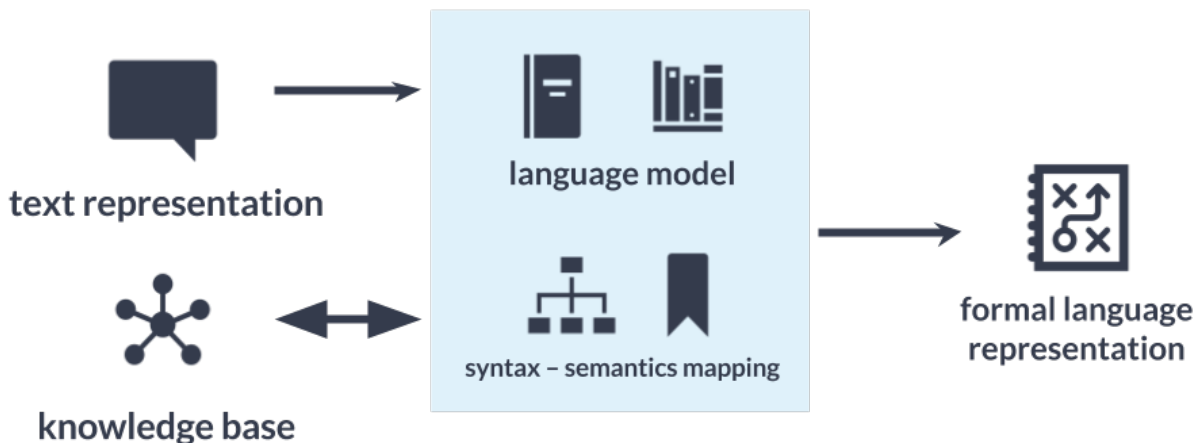 text representation
knowledge base
language model
syntax – semantics mapping
formal language
representation